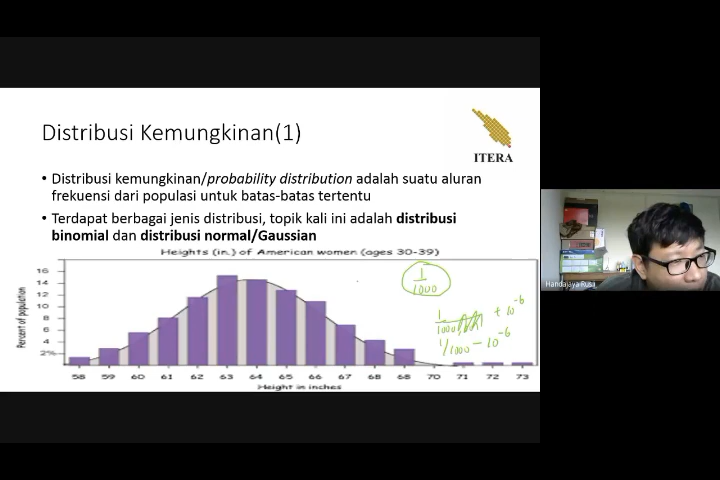 Distribusi Kemungkinan(1)
ITERA
• Distribusi kemungkinan/probability distribution adalah suatu aluran
frekuensi dari populasi untuk batas-batas tertentu
• Terdapat berbagai jenis distribusi, topik kali ini adalah distribusi
binomial dan distribusi normal/Gaussian
Heights (in.) of American women (ages 30-39)
Percent of population
16
14
12
10
8
6
4
2%
1/1000
1/1000 + 10^-6
1/1000 - 10^-6
58 59 60 61 62 63 64 65 66 67 68 69 70 71 72 73
Height in inches
Handajaya Rusli